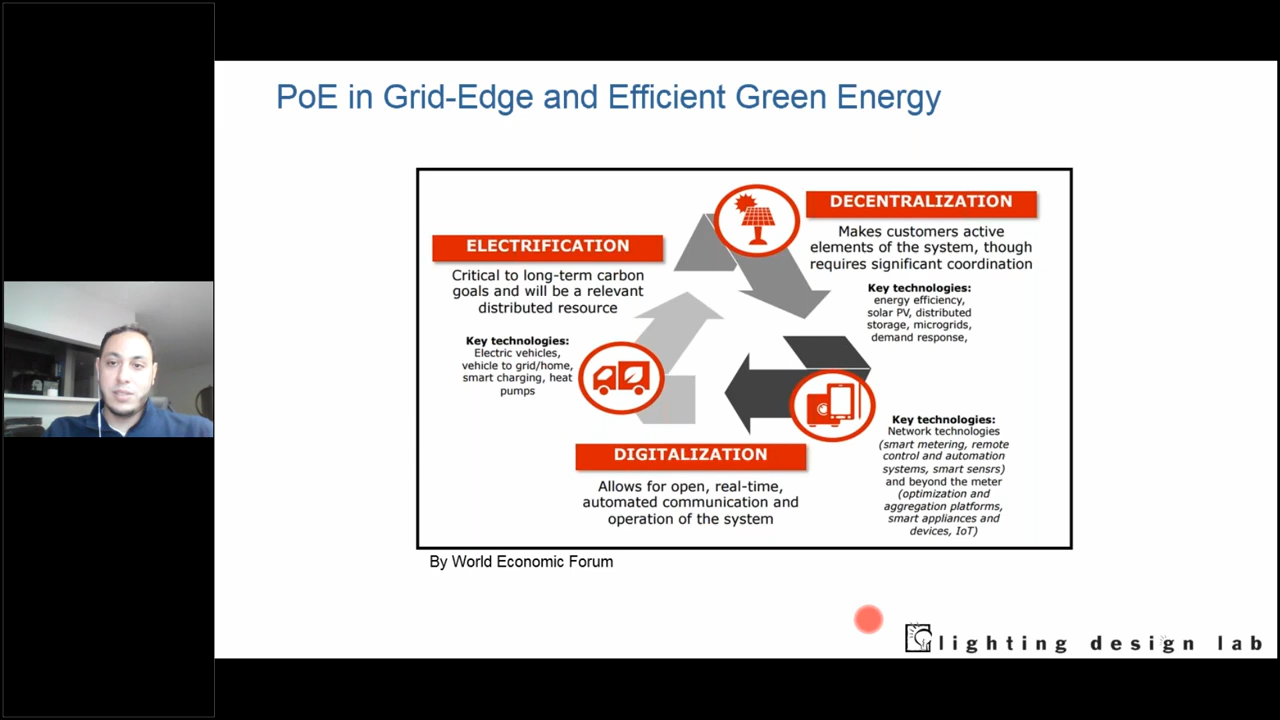 PoE in Grid-Edge and Efficient Green Energy
DECENTRALIZATION
Makes customers active
elements of the system, though
requires significant coordination
Key technologies:
energy efficiency,
solar PV, distributed
storage, microgrids,
demand response,
ELECTRIFICATION
Critical to long-term carbon
goals and will be a relevant
distributed resource
Key technologies:
Electric vehicles,
vehicle to grid/home,
smart charging, heat
pumps
DIGITALIZATION
Allows for open, real-time,
automated communication and
operation of the system
Key technologies:
Network technologies
(smart metering, remote
control and automation
systems, smart sensrs)
and beyond the meter
(optimization and
aggregation platforms,
smart appliances and
devices, IoT)
By World Economic Forum
lighting design lab